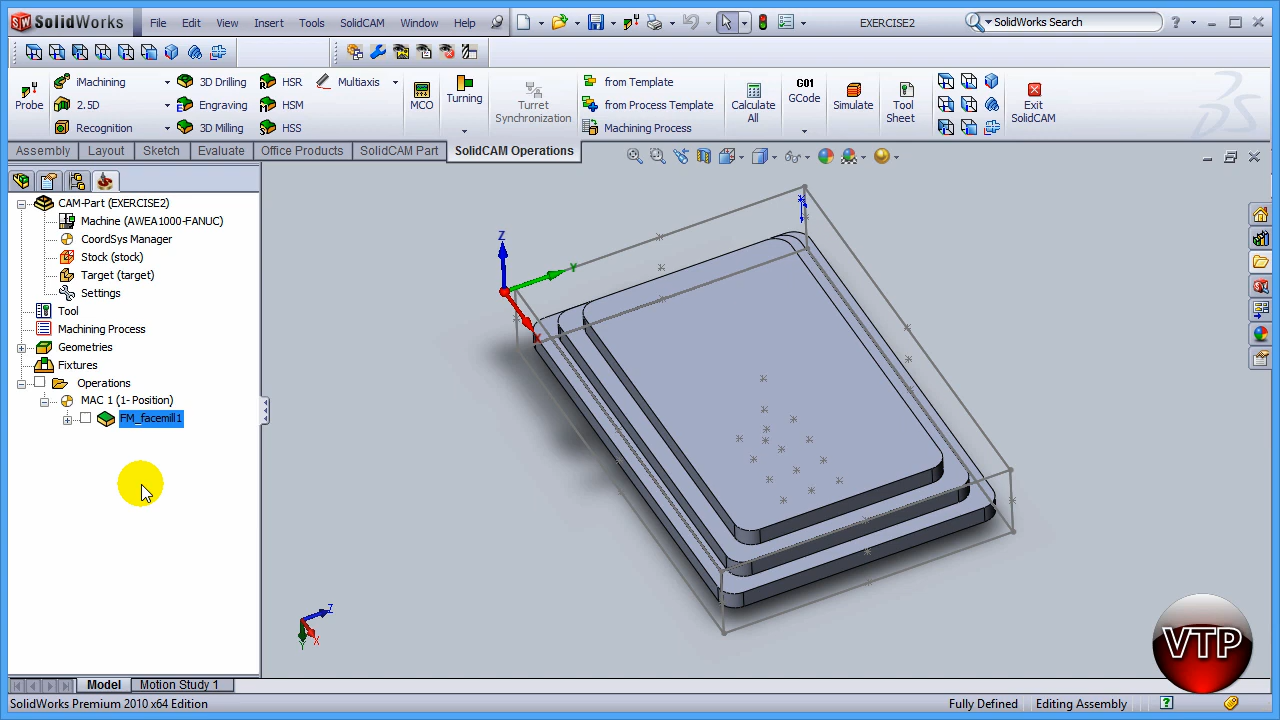 SolidWorks File Edit View Insert Tools SolidCAM Window Help EXERCISE2 SolidWorks Search
Probe
iMachining
2.5D
Recognition
3D Drilling
Engraving
3D Milling
HSR
HSM
HSS
Multiaxis
MCO
Turning
Turret
Synchronization
from Template
from Process Template
Machining Process
Calculate
All
G01
GCode
Simulate
Tool
Sheet
Exit
SolidCAM
Assembly Layout Sketch Evaluate Office Products SolidCAM Part SolidCAM Operations
CAM-Part (EXERCISE2)
Machine (AWEA1000-FANUC)
CoordSys Manager
Stock (stock)
Target (target)
Settings
Tool
Machining Process
Geometries
Fixtures
Operations
MAC 1 (1- Position)
FM_facemill1
Z
Y
X
Z
X
Y
VTP
Model Motion Study 1
SolidWorks Premium 2010 x64 Edition Fully Defined Editing Assembly